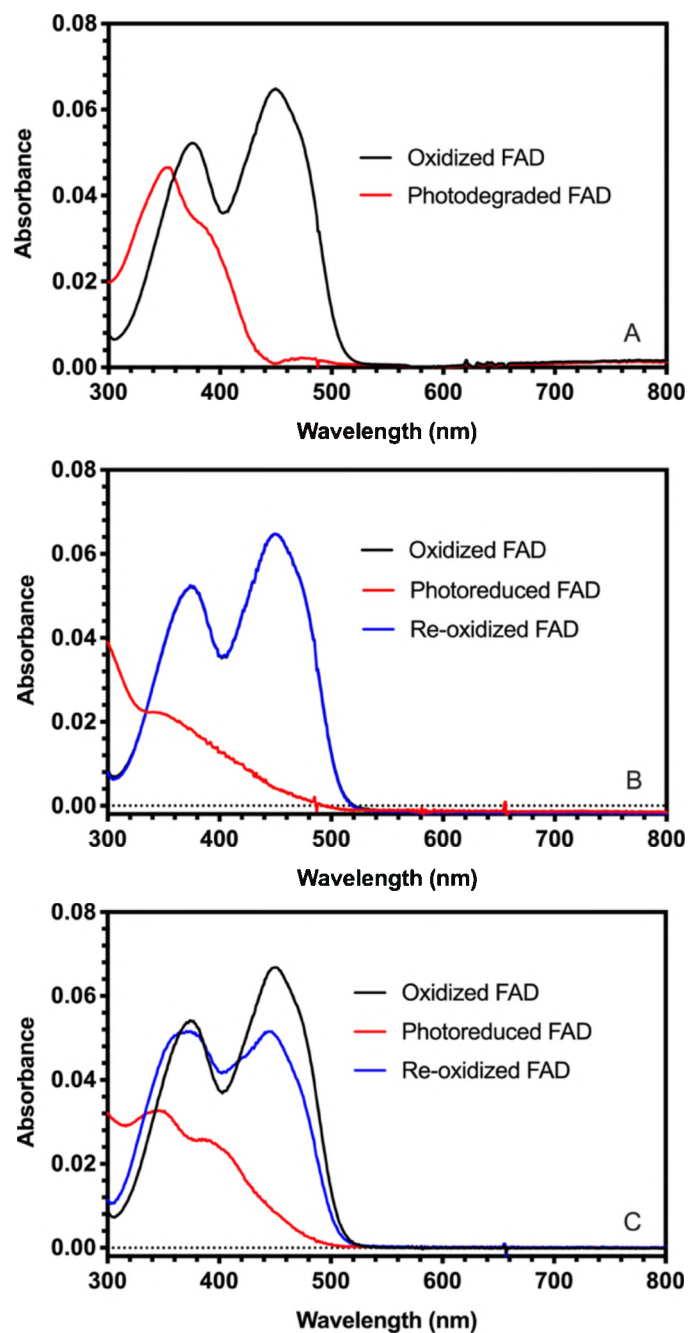 0.08
0.06
0.04
0.02
0.00
Absorbance
Oxidized FAD
Photodegraded FAD
A
300 400 500 600 700 800
Wavelength (nm)
0.08
0.06
0.04
0.02
0.00
Absorbance
Oxidized FAD
Photoreduced FAD
Re-oxidized FAD
B
300 400 500 600 700 800
Wavelength (nm)
0.08
0.06
0.04
0.02
0.00
Absorbance
Oxidized FAD
Photoreduced FAD
Re-oxidized FAD
C
300 400 500 600 700 800
Wavelength (nm)